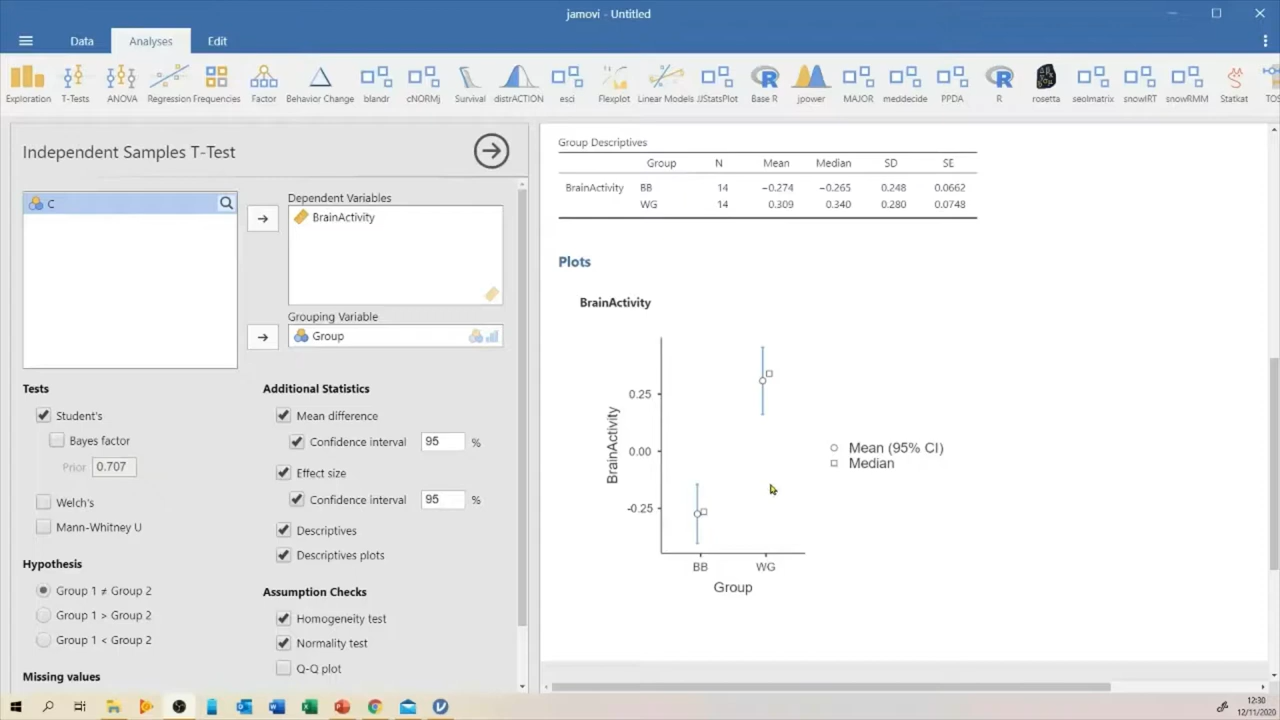 jamovi - Untitled
Data Analyses Edit
Exploration T-Tests ANOVA Regression Frequencies Factor Behavior Change blandr cNORMj Survival distrACTION esci Flexplot Linear Models JJStatsPlot Base R jpower MAJOR meddecide PPDA R rosetta seolmatrix snowIRT snowRMM Statkat TOS
Independent Samples T-Test
C
Dependent Variables
BrainActivity
Grouping Variable
Group
Tests
Student's
Bayes factor
Prior 0.707
Welch's
Mann-Whitney U
Hypothesis
Group 1 ≠ Group 2
Group 1 > Group 2
Group 1 < Group 2
Missing values
Additional Statistics
Mean difference
Confidence interval 95 %
Effect size
Confidence interval 95 %
Descriptives
Descriptives plots
Assumption Checks
Homogeneity test
Normality test
Q-Q plot
Group Descriptives
Group N Mean Median SD SE
BrainActivity BB 14 −0.274 −0.265 0.248 0.0662
WG 14 0.309 0.340 0.280 0.0748
Plots
BrainActivity
BrainActivity
0.25
0.00
-0.25
BB WG
Group
Mean (95% CI)
Median
12:30
12/11/2020